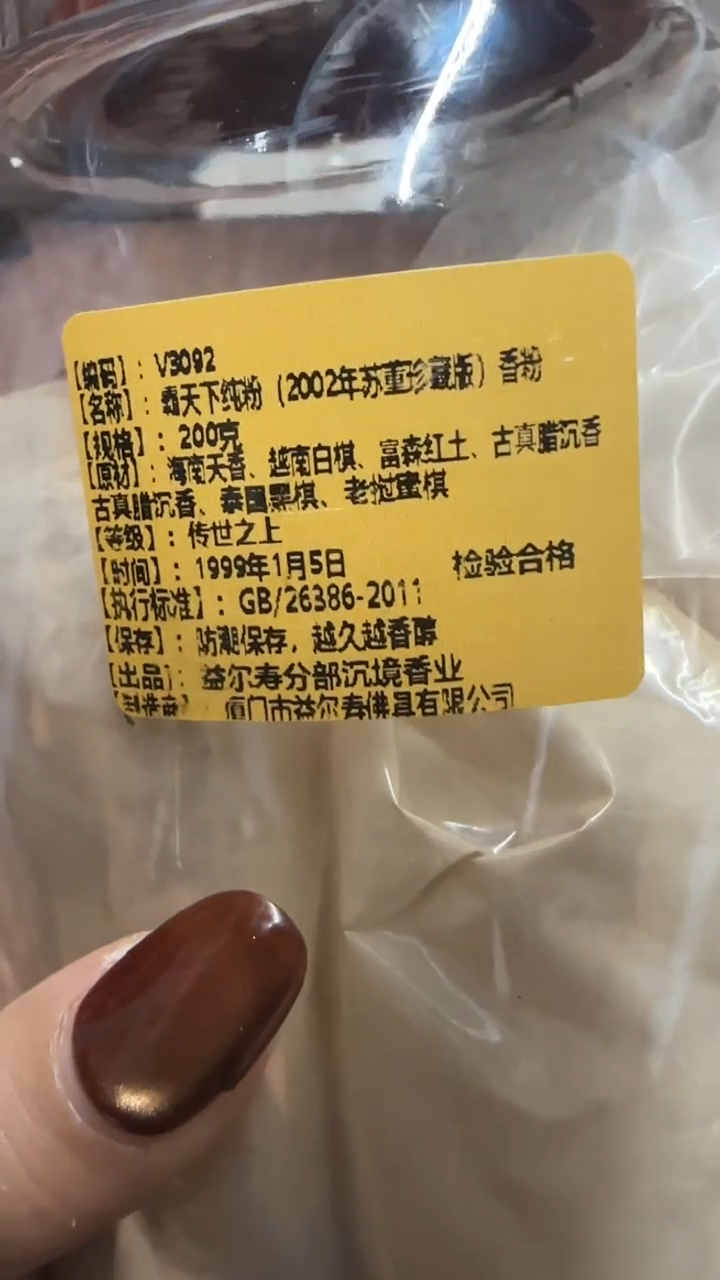 【编码】：V3092
【名称】：霸天下纯粉（2002年苏重珍藏版）香粉
【规格】：200克
【原材】：海南天香、越南白棋、富森红土、古真腊沉香
古真腊沉香、泰国黑棋、老挝蜜棋
【等级】：传世之上
【时间】：1999年1月5日 检验合格
【执行标准】：GB/26386-2011
【保存】：防潮保存，越久越香醇
【出品】：益尔寿分部沉境香业
【制造商】 厦门市益尔寿佛具有限公司